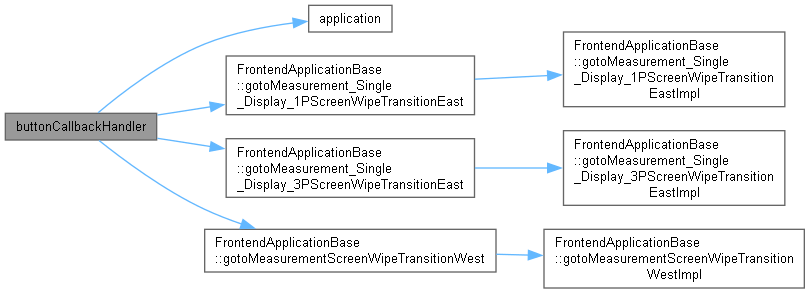 application
FrontendApplicationBase
::gotoMeasurement_Single
_Display_1PScreenWipeTransitionEast
FrontendApplicationBase
::gotoMeasurement_Single
_Display_1PScreenWipeTransition
EastImpl
buttonCallbackHandler
FrontendApplicationBase
::gotoMeasurement_Single
_Display_3PScreenWipeTransitionEast
FrontendApplicationBase
::gotoMeasurement_Single
_Display_3PScreenWipeTransition
EastImpl
FrontendApplicationBase
::gotoMeasurementScreenWipeTransitionWest
FrontendApplicationBase
::gotoMeasurementScreenWipeTransition
WestImpl